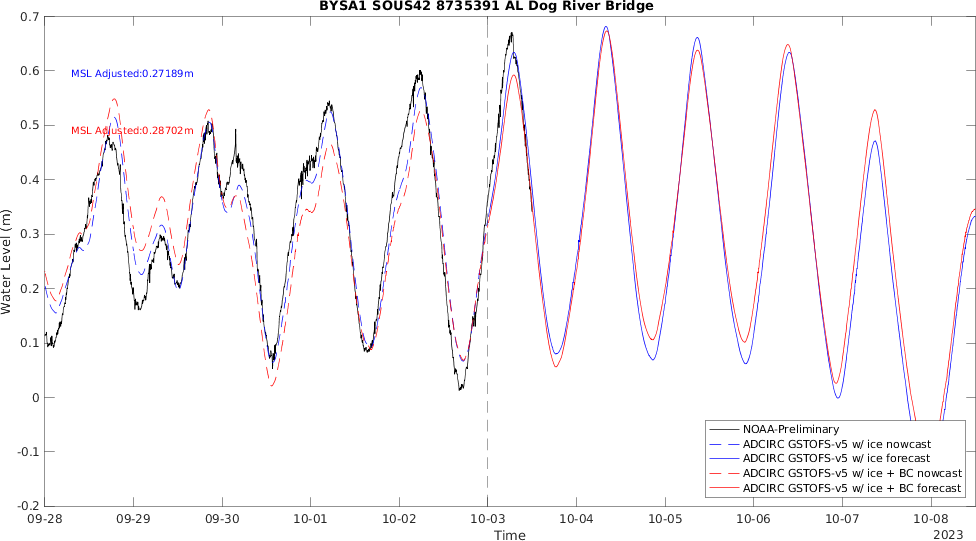 BYSA1 SOUS42 8735391 AL Dog River Bridge
0.7
0.6
0.5
0.4
0.3
0.2
0.1
0
-0.1
-0.2
Water Level (m)
MSL Adjusted:0.27189m
MSL Adjusted:0.28702m
NOAA-Preliminary
ADCIRC GSTOFS-v5 w/ice nowcast
ADCIRC GSTOFS-v5 w/ice forecast
ADCIRC GSTOFS-v5 w/ice + BC nowcast
ADCIRC GSTOFS-v5 w/ice + BC forecast
09-28 09-29 09-30 10-01 10-02 10-03 10-04 10-05 10-06 10-07 10-08
Time
2023